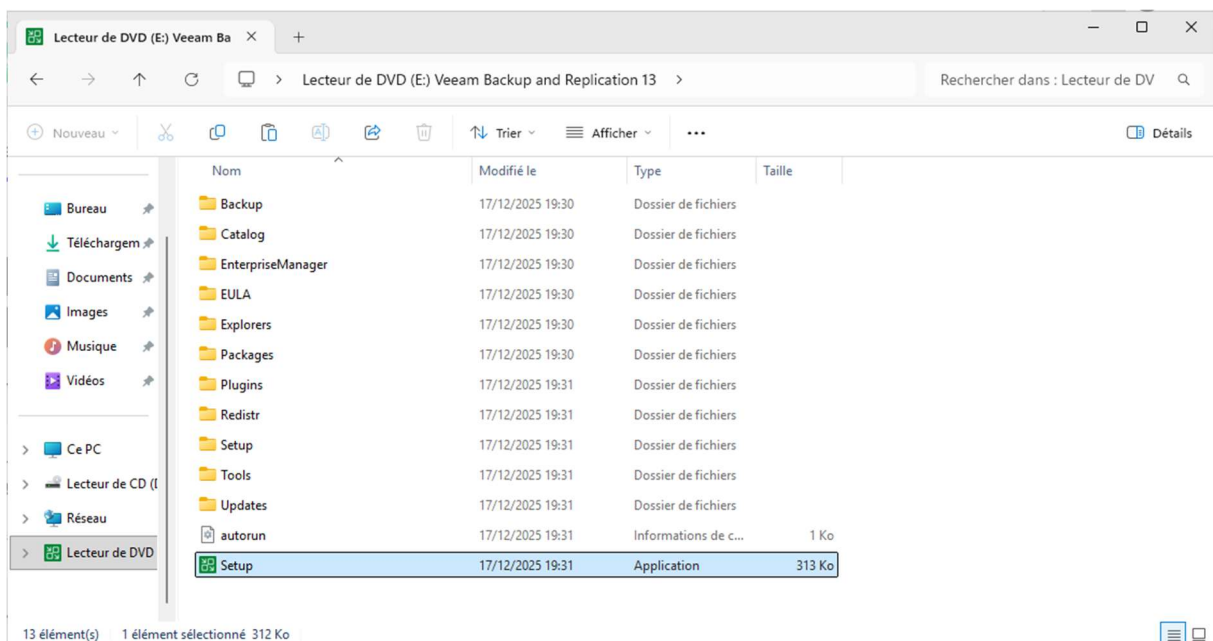 Lecteur de DVD (E:) Veeam Ba
Lecteur de DVD (E:) Veeam Backup and Replication 13
Rechercher dans : Lecteur de DV
Nouveau
Trier
Afficher
Détails
Nom Modifié le Type Taille
Bureau
Téléchargem
Documents
Images
Musique
Vidéos
Ce PC
Lecteur de CD (
Réseau
Lecteur de DVD
Backup 17/12/2025 19:30 Dossier de fichiers
Catalog 17/12/2025 19:30 Dossier de fichiers
EnterpriseManager 17/12/2025 19:30 Dossier de fichiers
EULA 17/12/2025 19:30 Dossier de fichiers
Explorers 17/12/2025 19:30 Dossier de fichiers
Packages 17/12/2025 19:30 Dossier de fichiers
Plugins 17/12/2025 19:31 Dossier de fichiers
Redistr 17/12/2025 19:31 Dossier de fichiers
Setup 17/12/2025 19:31 Dossier de fichiers
Tools 17/12/2025 19:31 Dossier de fichiers
Updates 17/12/2025 19:31 Dossier de fichiers
autorun 17/12/2025 19:31 Informations de c... 1 Ko
Setup 17/12/2025 19:31 Application 313 Ko
13 élément(s) 1 élément sélectionné 312 Ko